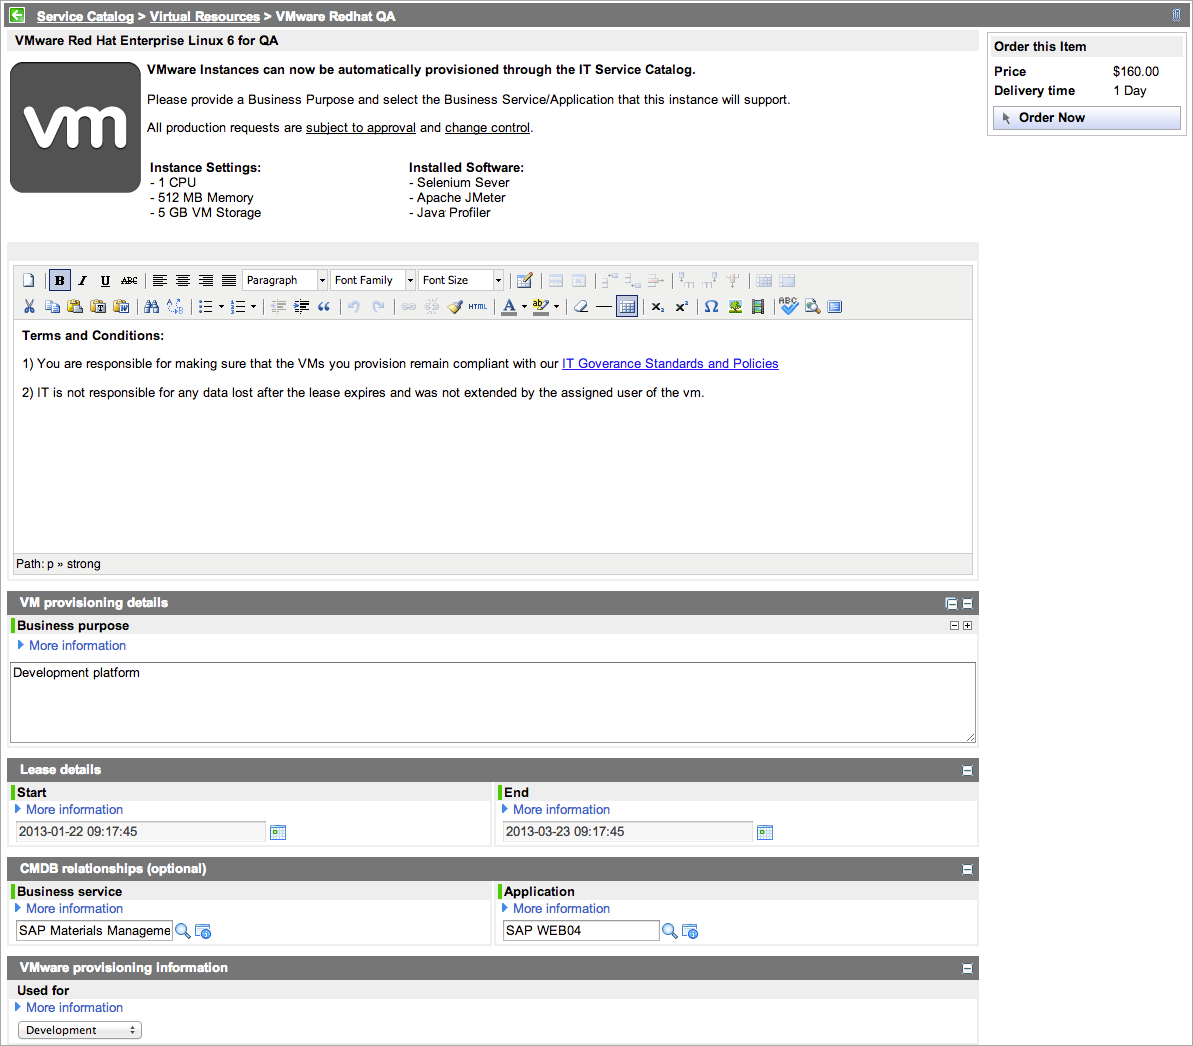 Service Catalog > Virtual Resources > VMware Redhat QA
VMware Red Hat Enterprise Linux 6 for QA
vm
VMware Instances can now be automatically provisioned through the IT Service Catalog.
Please provide a Business Purpose and select the Business Service/Application that this instance will support.
All production requests are subject to approval and change control.
Instance Settings:
- 1 CPU
- 512 MB Memory
- 5 GB VM Storage
Installed Software:
- Selenium Sever
- Apache JMeter
- Java Profiler
Order this Item
Price $160.00
Delivery time 1 Day
Order Now
B I U ABC Paragraph Font Family Font Size
HTML A ab x₂ x² Ω ABC
Terms and Conditions:
1) You are responsible for making sure that the VMs you provision remain compliant with our IT Goverance Standards and Policies
2) IT is not responsible for any data lost after the lease expires and was not extended by the assigned user of the vm.
Path: p » strong
VM provisioning details
Business purpose
More information
Development platform
Lease details
Start
More information
2013-01-22 09:17:45
End
More information
2013-03-23 09:17:45
CMDB relationships (optional)
Business service
More information
SAP Materials Manageme
Application
More information
SAP WEB04
VMware provisioning information
Used for
More information
Development